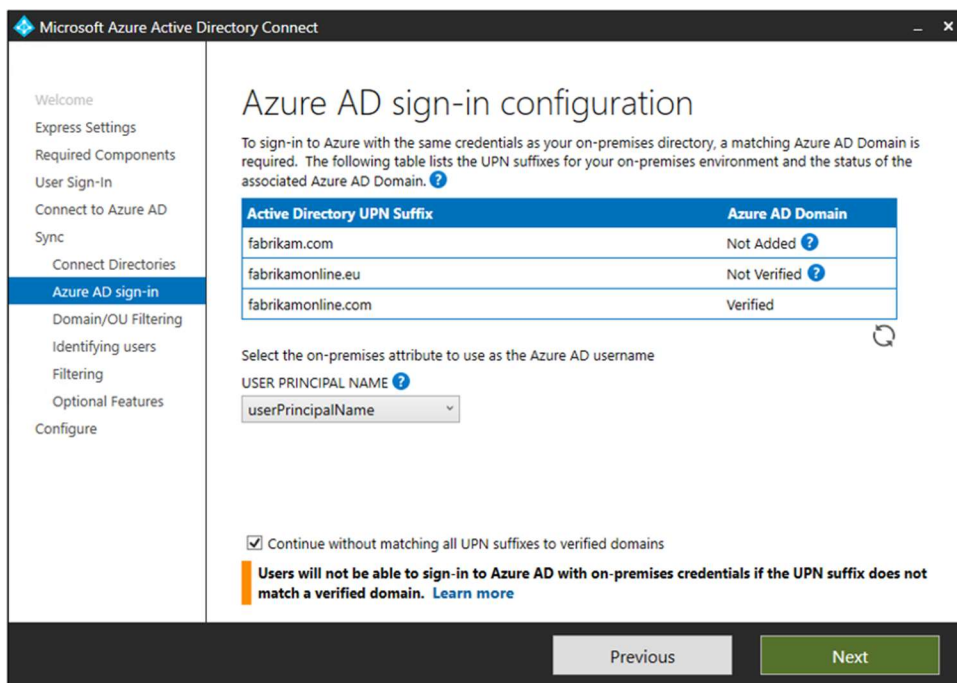 Microsoft Azure Active Directory Connect
Welcome
Express Settings
Required Components
User Sign-In
Connect to Azure AD
Sync
Connect Directories
Azure AD sign-in
Domain/OU Filtering
Identifying users
Filtering
Optional Features
Configure
Azure AD sign-in configuration
To sign-in to Azure with the same credentials as your on-premises directory, a matching Azure AD Domain is
required. The following table lists the UPN suffixes for your on-premises environment and the status of the
associated Azure AD Domain. ?
Active Directory UPN Suffix Azure AD Domain
fabrikam.com Not Added ?
fabrikamonline.eu Not Verified ?
fabrikamonline.com Verified
Select the on-premises attribute to use as the Azure AD username
USER PRINCIPAL NAME ?
userPrincipalName
Continue without matching all UPN suffixes to verified domains
Users will not be able to sign-in to Azure AD with on-premises credentials if the UPN suffix does not
match a verified domain. Learn more
Previous Next